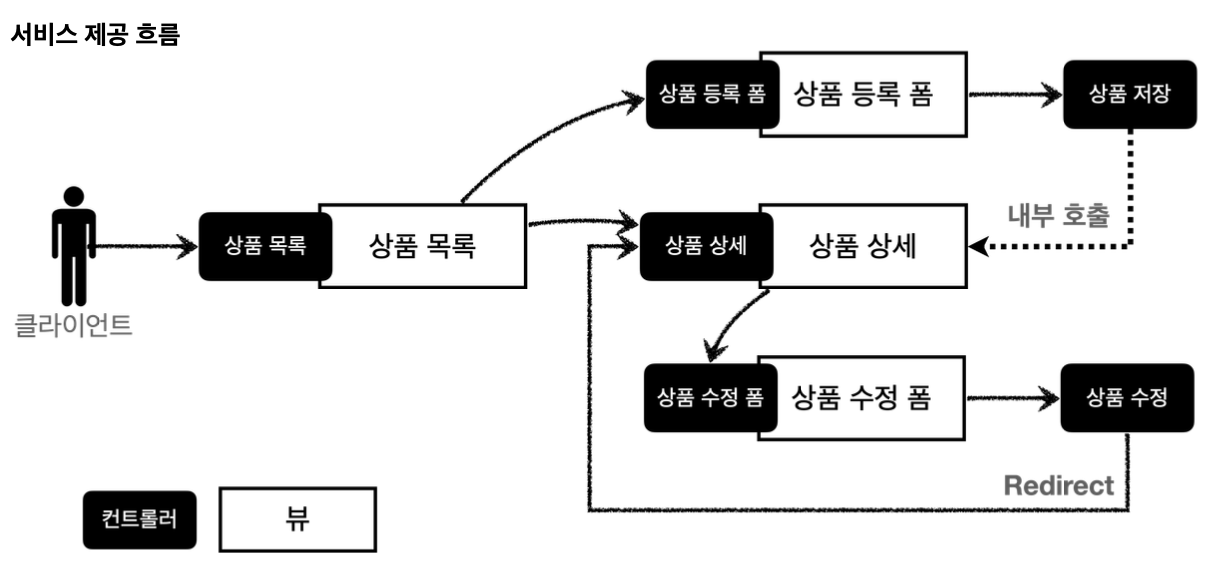 서비스 제공 흐름
상품 등록 폼
상품 등록 폼
상품 저장
내부 호출
상품 목록
상품 목록
상품 상세
상품 상세
클라이언트
상품 수정 폼
상품 수정 폼
상품 수정
Redirect
컨트롤러
뷰